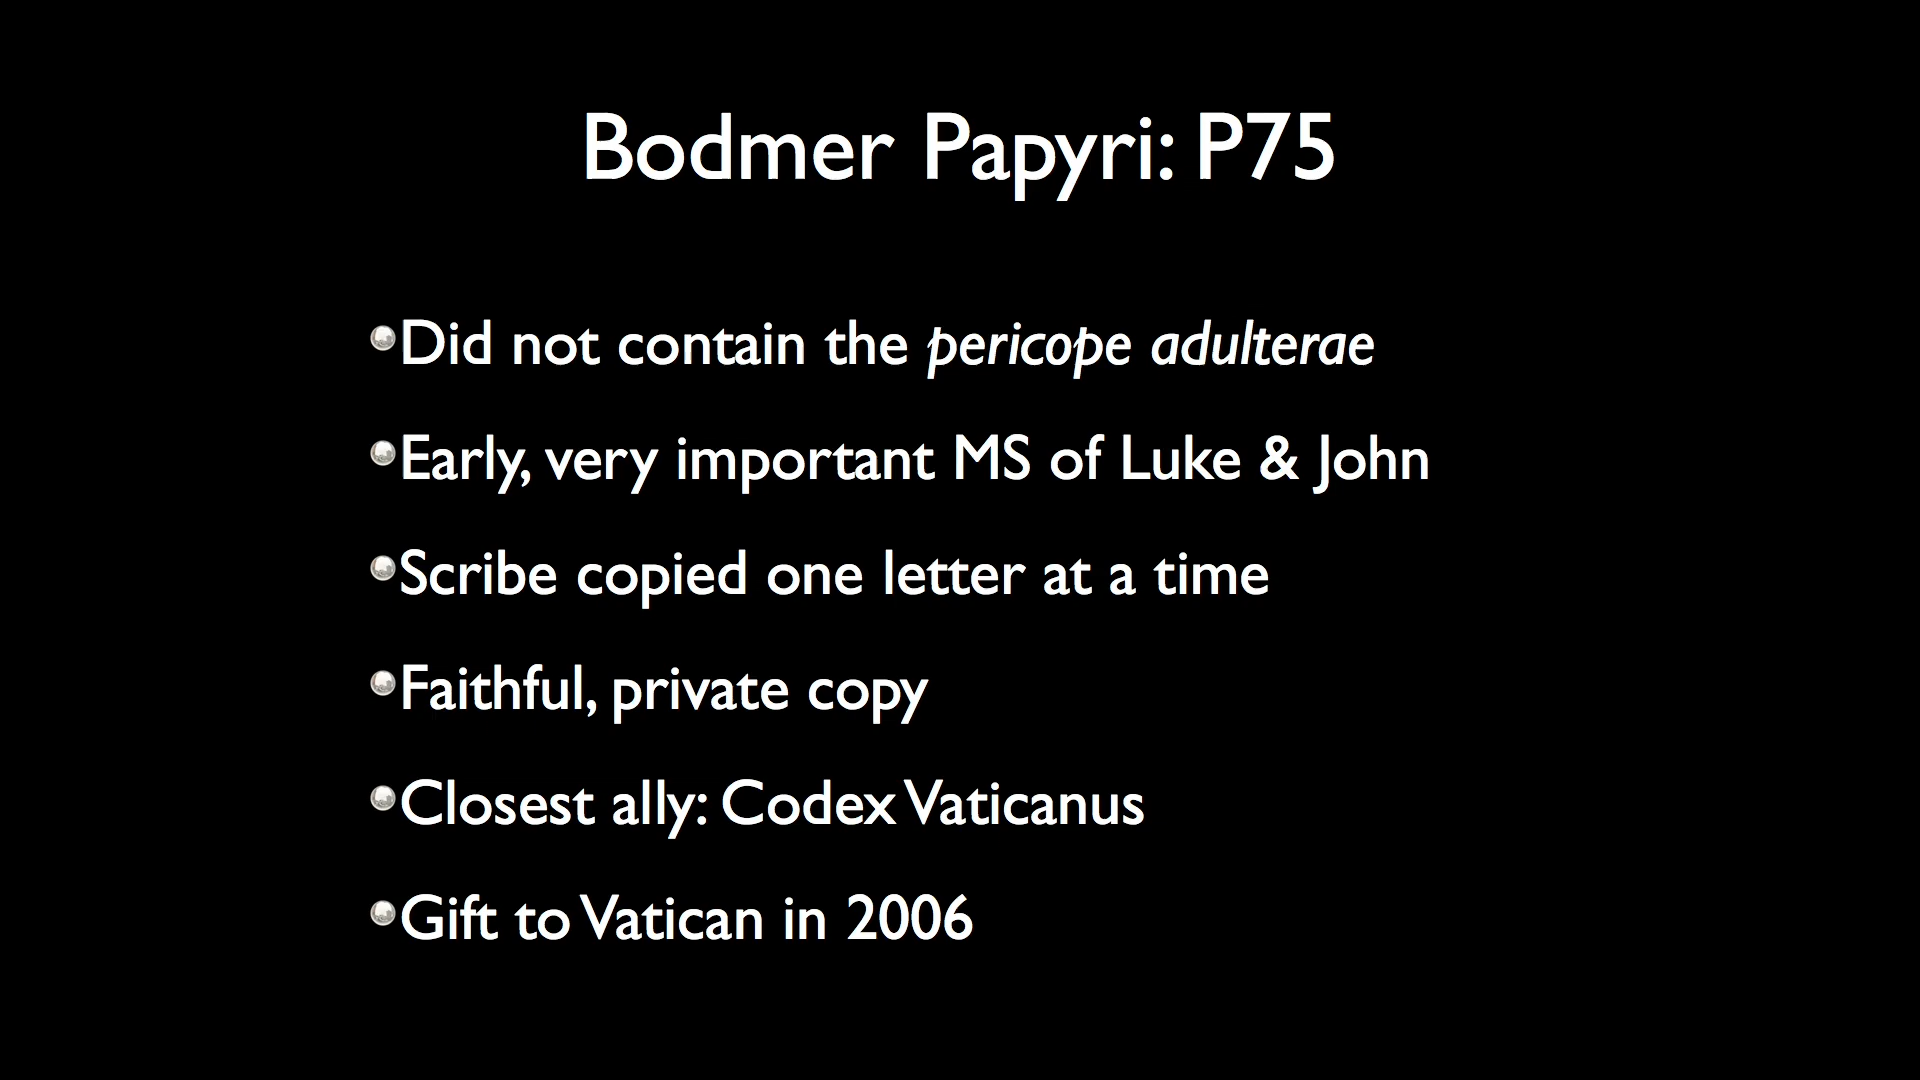 Bodmer Papyri: P75
Did not contain the pericope adulterae
Early, very important MS of Luke & John
Scribe copied one letter at a time
Faithful, private copy
Closest ally: Codex Vaticanus
Gift to Vatican in 2006